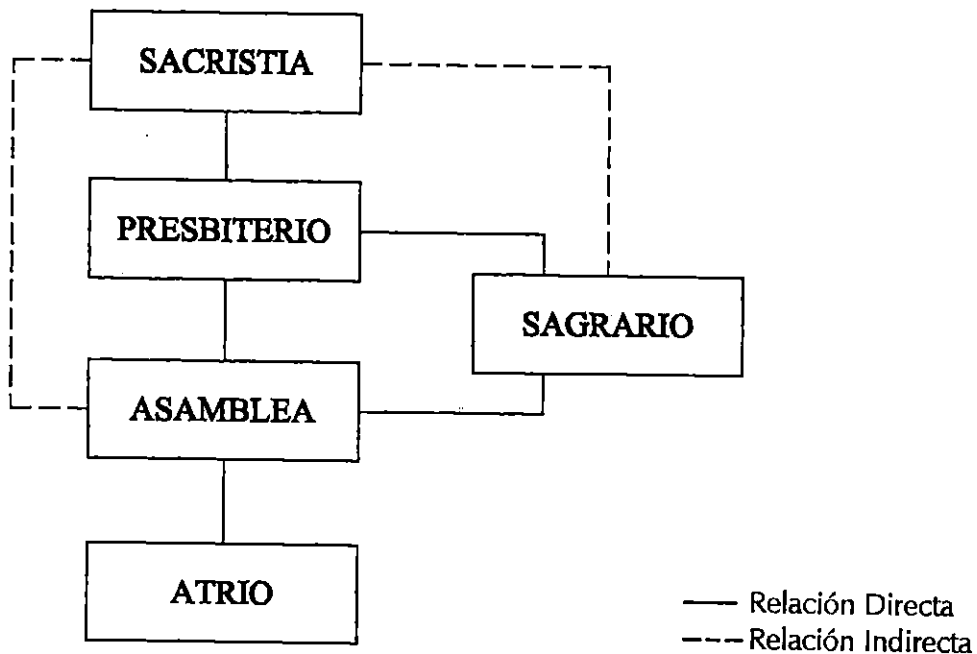 SACRISTIA
PRESBITERIO
SAGRARIO
ASAMBLEA
ATRIO
Relación Directa
Relación Indirecta